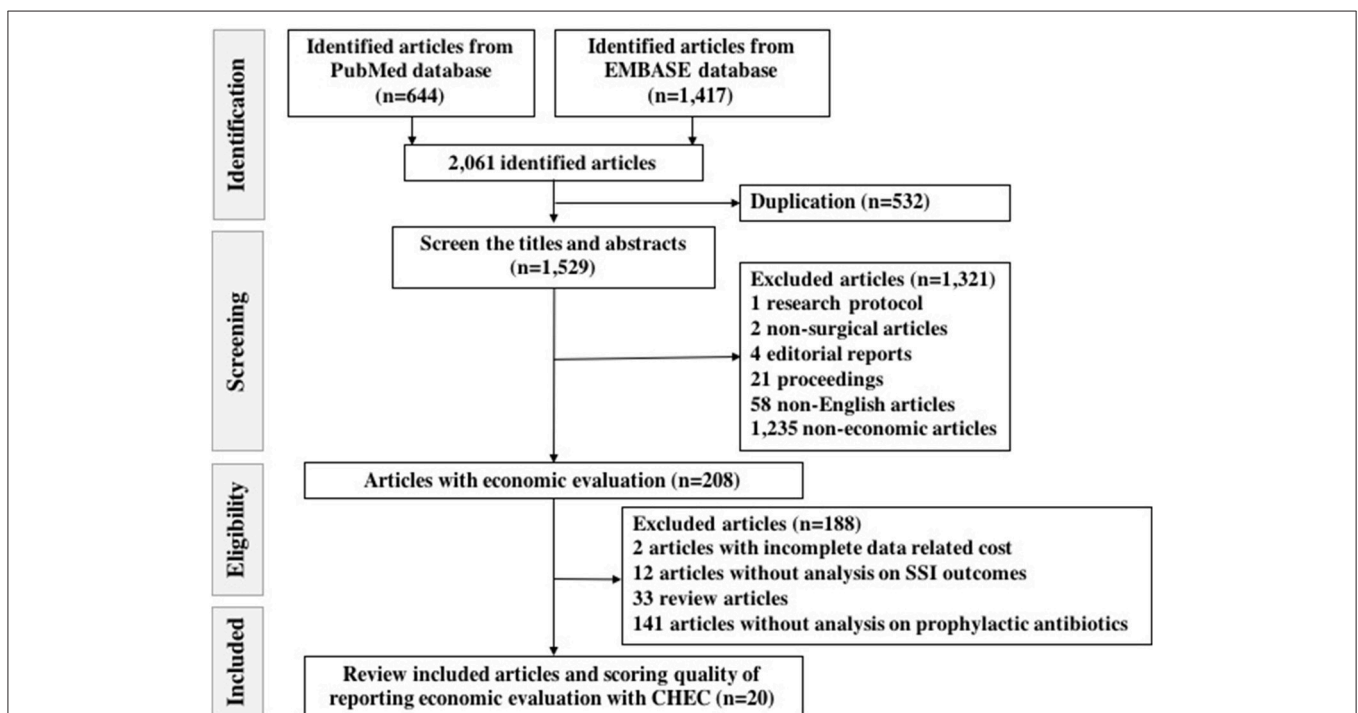 Identification
Identified articles from
PubMed database
(n=644)
Identified articles from
EMBASE database
(n=1,417)
2,061 identified articles
Duplication (n=532)
Screening
Screen the titles and abstracts
(n=1,529)
Excluded articles (n=1,321)
1 research protocol
2 non-surgical articles
4 editorial reports
21 proceedings
58 non-English articles
1,235 non-economic articles
Eligibility
Articles with economic evaluation (n=208)
Excluded articles (n=188)
2 articles with incomplete data related cost
12 articles without analysis on SSI outcomes
33 review articles
141 articles without analysis on prophylactic antibiotics
Included
Review included articles and scoring quality of
reporting economic evaluation with CHEC (n=20)